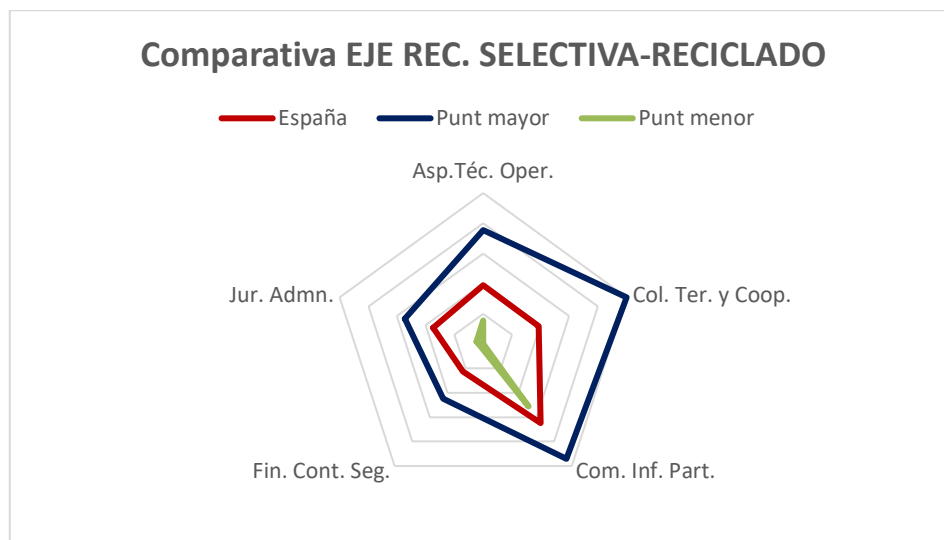 Comparativa EJE REC. SELECTIVA-RECICLADO
España Punt mayor Punt menor
Asp.Téc. Oper.
Jur. Admn. Col. Ter. y Coop.
Fin. Cont. Seg. Com. Inf. Part.